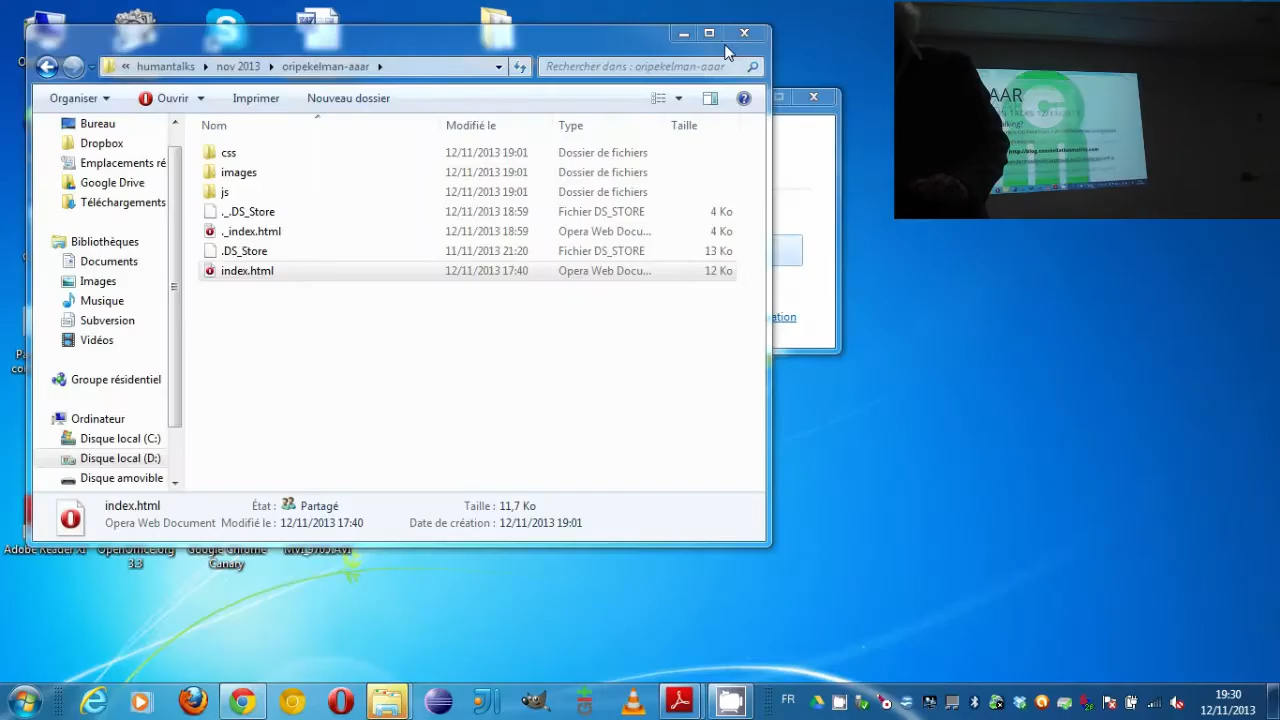 « humantalks ▸ nov 2013 ▸ oripekelman-aaar ▸
Rechercher dans : oripekelman-aaar
Organiser
Ouvrir
Imprimer
Nouveau dossier
Nom Modifié le Type Taille
css 12/11/2013 19:01 Dossier de fichiers
images 12/11/2013 19:01 Dossier de fichiers
js 12/11/2013 19:01 Dossier de fichiers
._.DS_Store 12/11/2013 18:59 Fichier DS_STORE 4 Ko
._index.html 12/11/2013 18:59 Opera Web Docu... 4 Ko
.DS_Store 11/11/2013 21:20 Fichier DS_STORE 13 Ko
index.html 12/11/2013 17:40 Opera Web Docu... 12 Ko
Bureau
Dropbox
Emplacements ré
Google Drive
Téléchargements
Bibliothèques
Documents
Images
Musique
Subversion
Vidéos
Groupe résidentiel
Ordinateur
Disque local (C:)
Disque local (D:)
Disque amovible
index.html État : Partagé Taille : 11,7 Ko
Opera Web Document Modifié le : 12/11/2013 17:40 Date de création : 12/11/2013 19:01
ation
AAR
Adobe Reader XI
OpenOffice.org 3.3
Google Chrome Canary
FR
19:30
12/11/2013